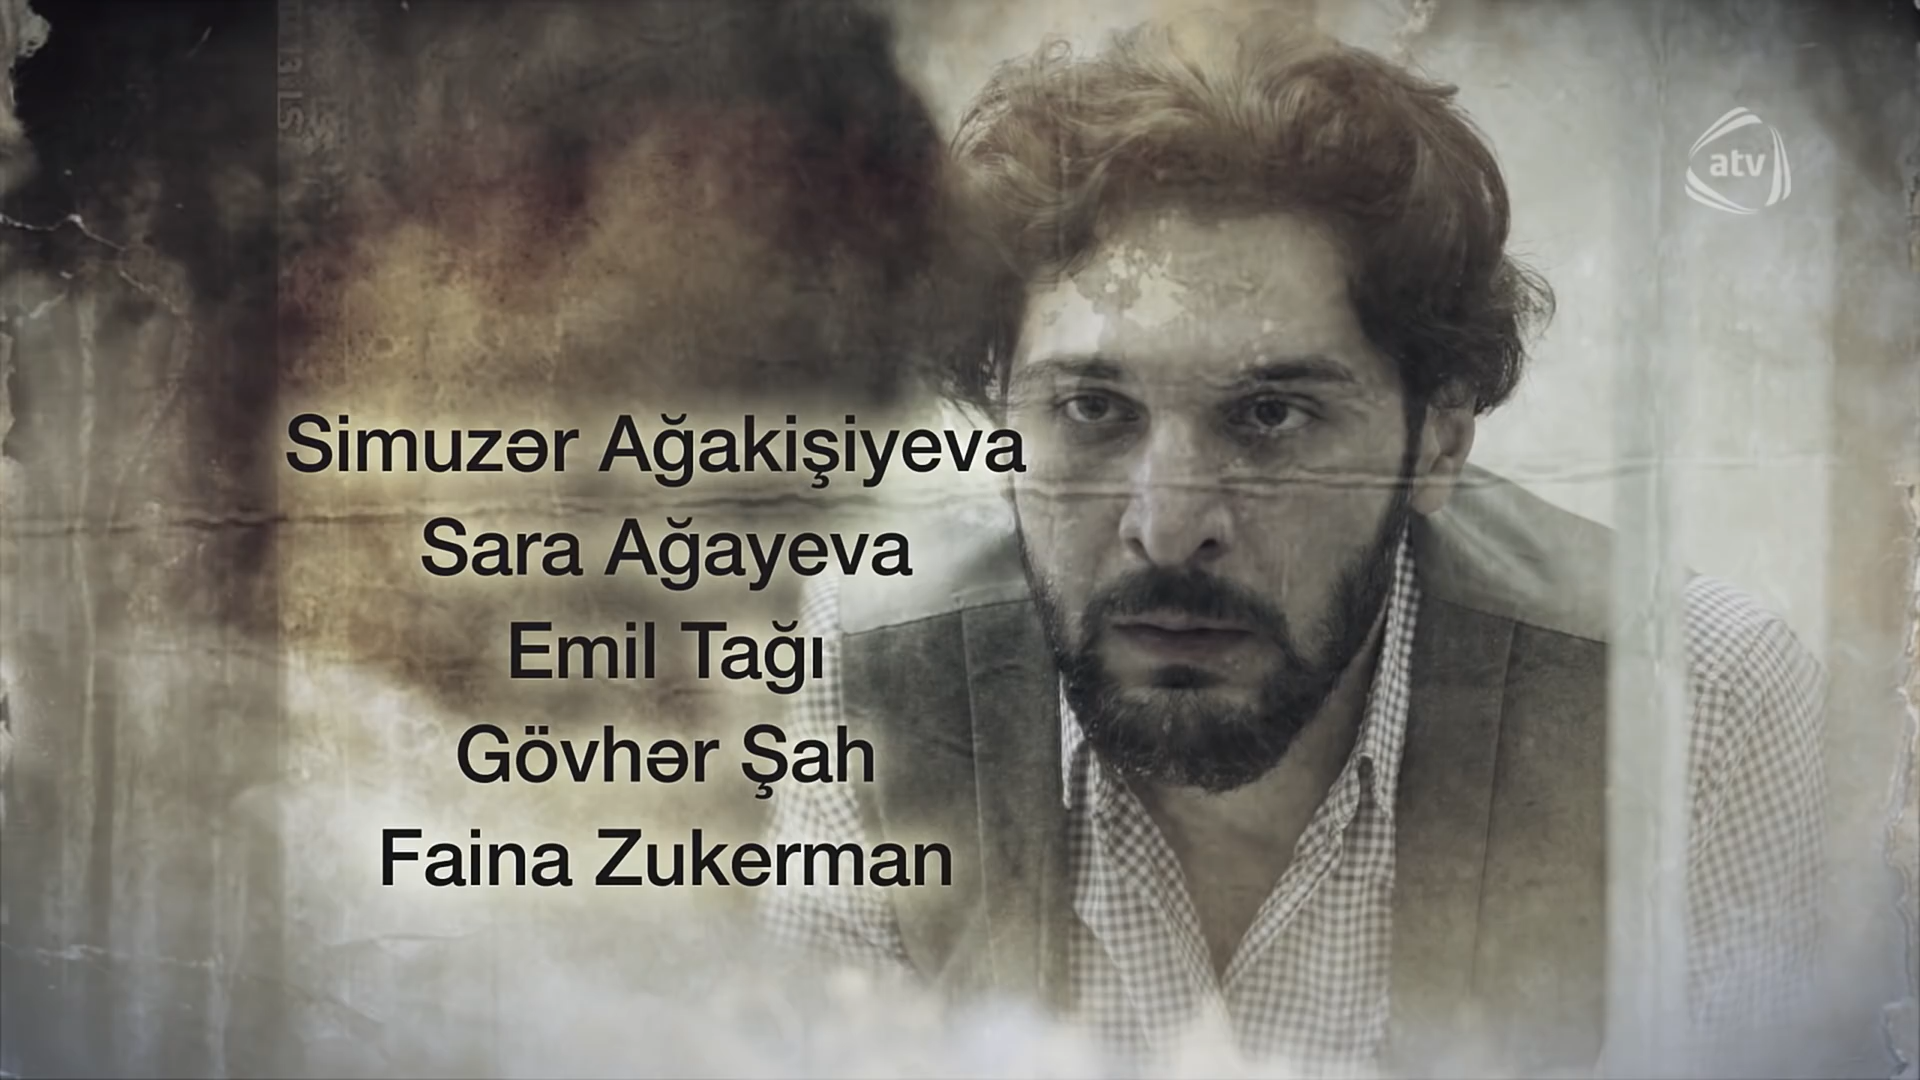 atv
Simuzər Ağakişiyeva
Sara Ağayeva
Emil Tağı
Gövhər Şah
Faina Zukerman